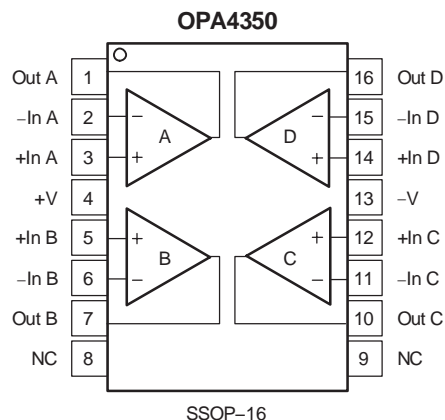 OPA4350
Out A 1 16 Out D
–In A 2 – – 15 –In D
A D
+In A 3 + + 14 +In D
+V 4 13 –V
+In B 5 + + 12 +In C
B C
–In B 6 – – 11 –In C
Out B 7 10 Out C
NC 8 9 NC
SSOP–16